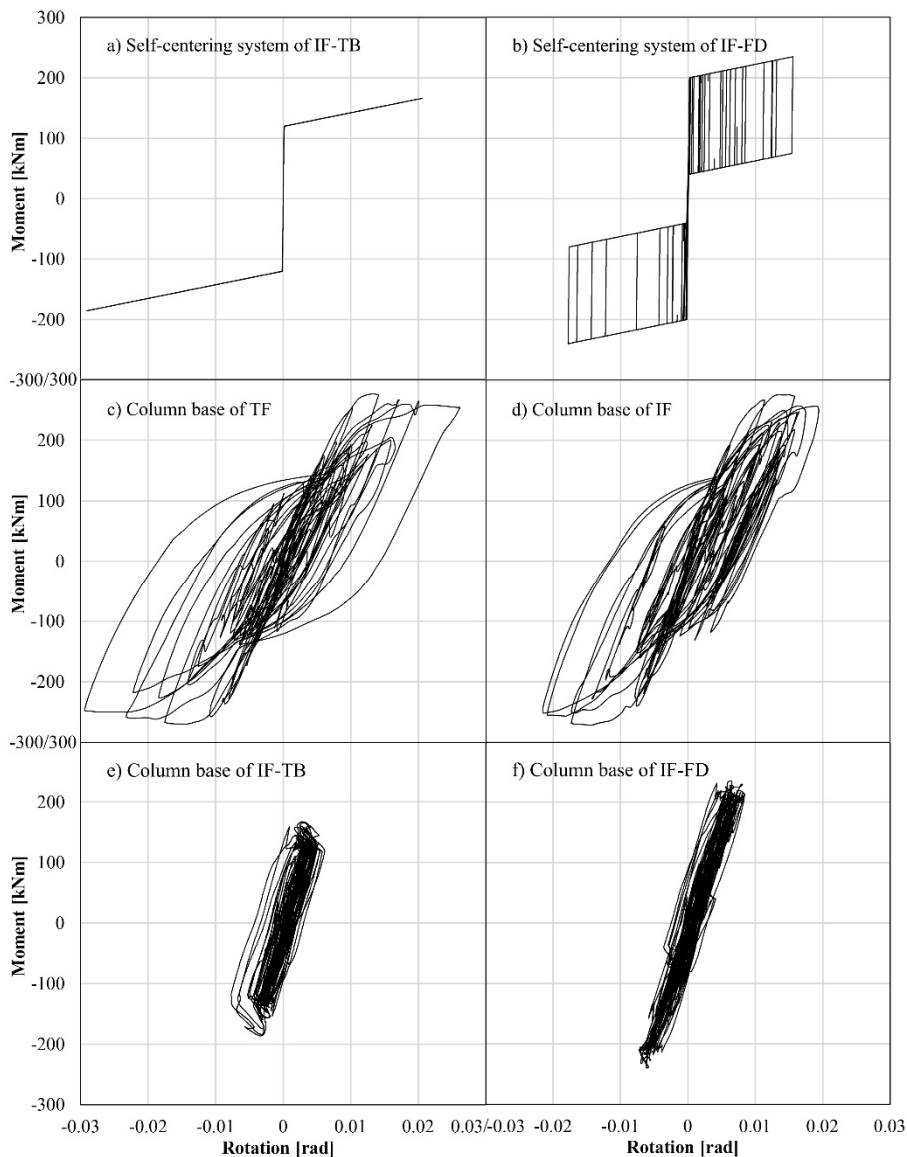 300
a) Self-centering system of IF-TB
b) Self-centering system of IF-FD
200
100
0
-100
-200
-300/300
Moment [kNm]
c) Column base of TF
d) Column base of IF
200
100
0
-100
-200
-300/300
Moment [kNm]
e) Column base of IF-TB
f) Column base of IF-FD
200
100
0
-100
-200
-300
Moment [kNm]
-0.03 -0.02 -0.01 0 0.01 0.02 0.03/ -0.02 -0.01 0 0.01 0.02 0.03
Rotation [rad] Rotation [rad]